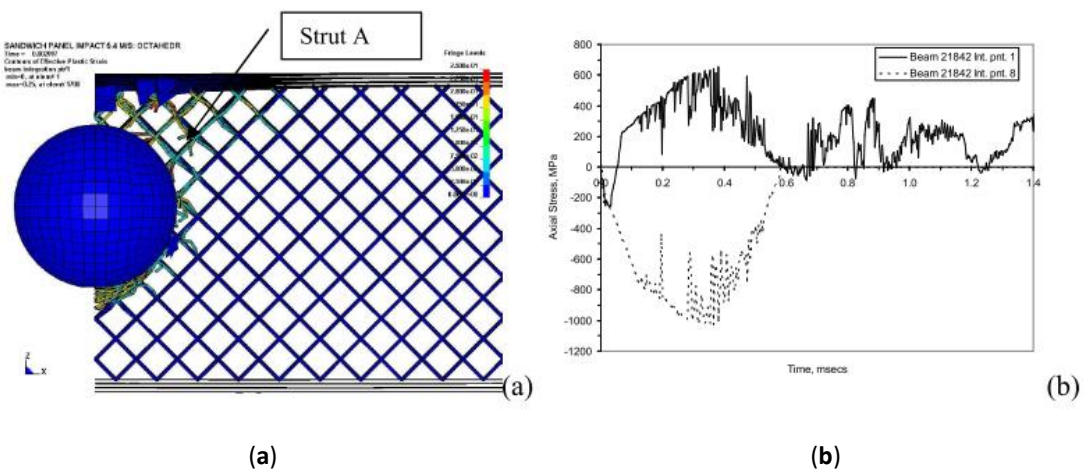 Strut A
SANDWICH PANEL IMPACT 5.4 M/S: OCTAHEDR
Contours of Effective Plastic Strain
Fringe Levels
Z
X
(a)
800
600
400
200
0
-200
-400
-600
-800
-1000
-1200
Axial Stress, MPa
Beam 21842 Int. pnt. 1
Beam 21842 Int. pnt. 8
0.0 0.2 0.4 0.6 0.8 1.0 1.2 1.4
Time, msecs
(b)
(a) (b)